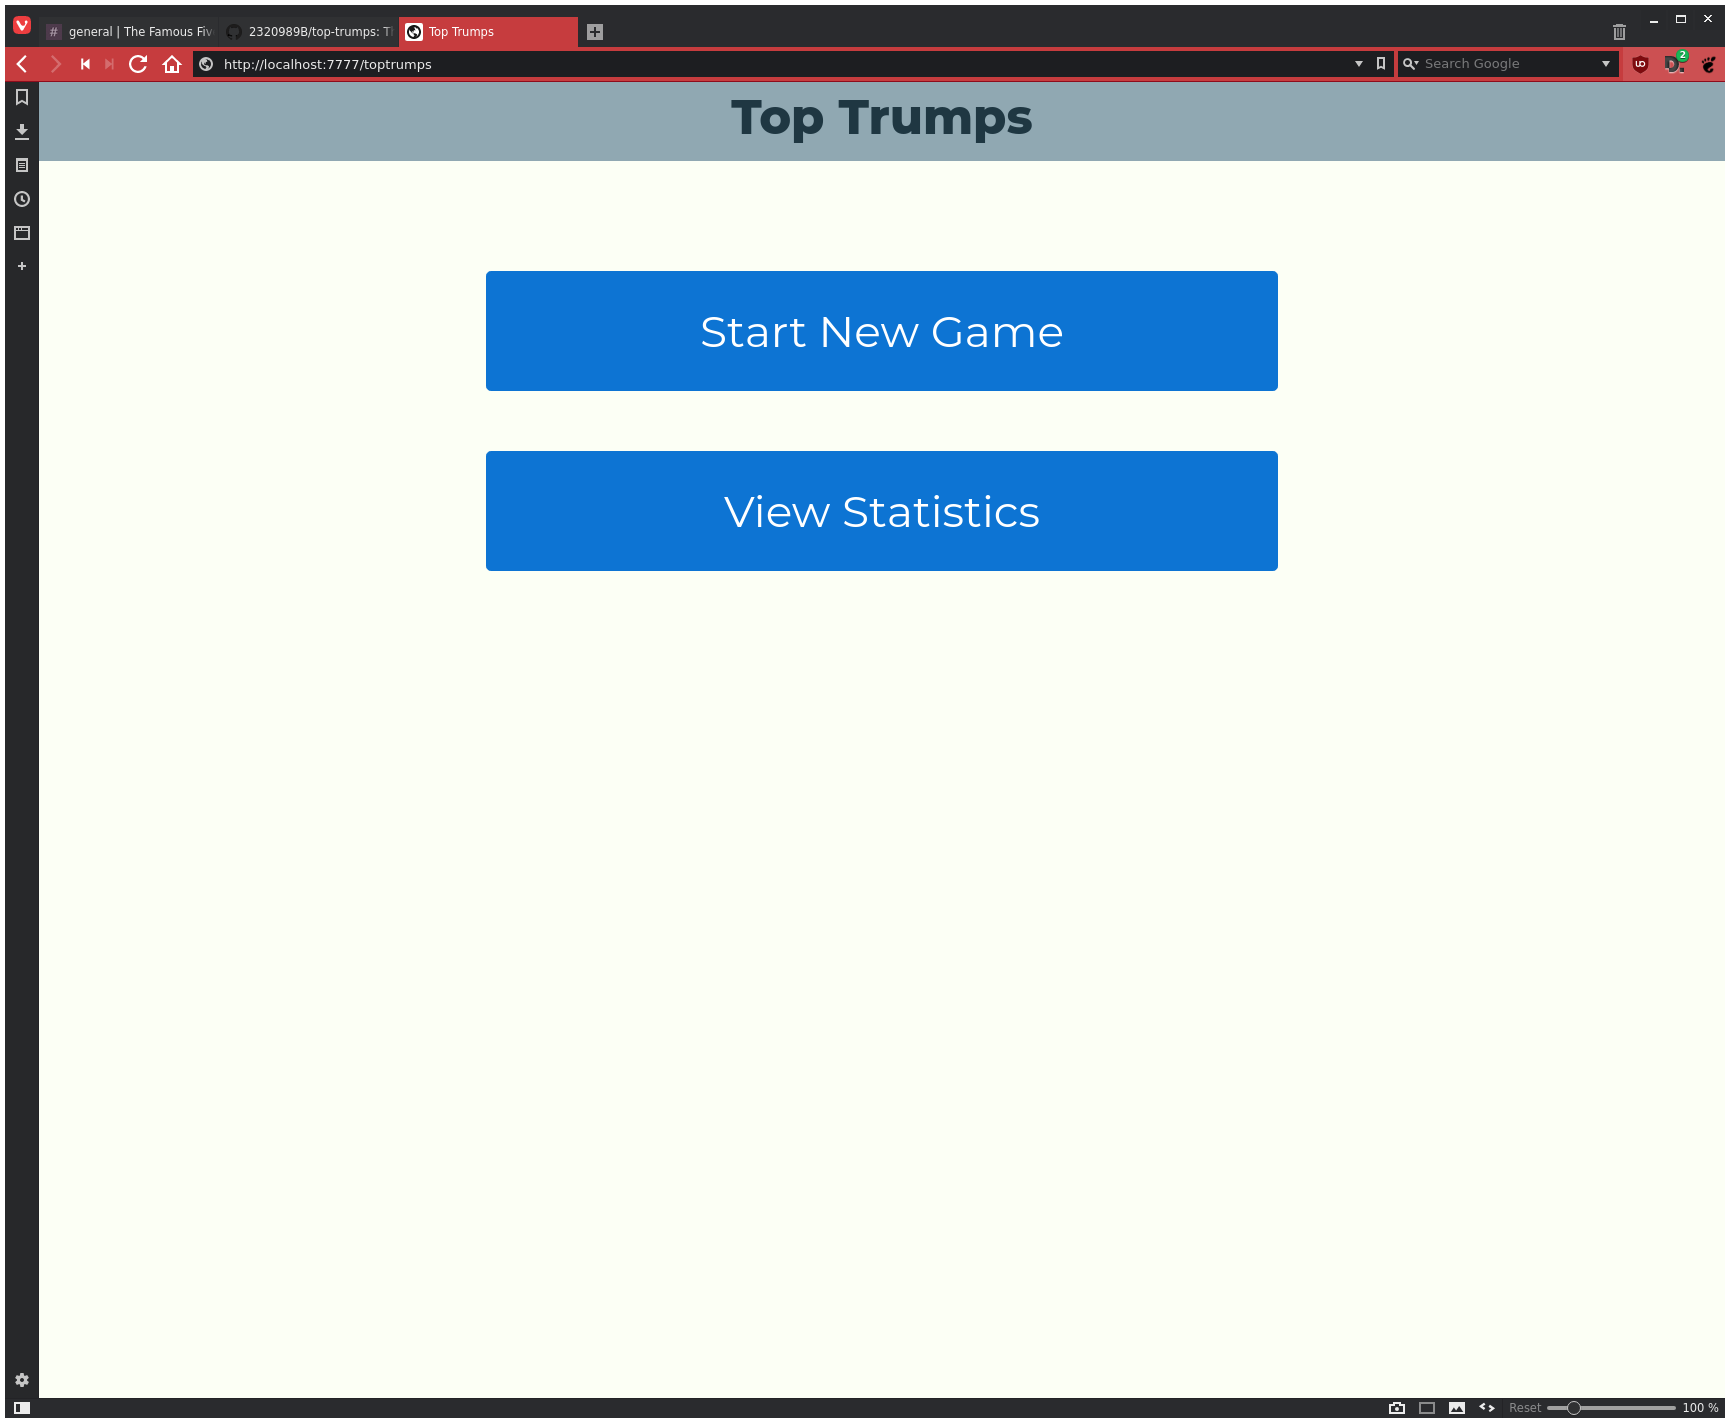 general | The Famous Fiv
2320989B/top-trumps: T
Top Trumps
http://localhost:7777/toptrumps
Search Google
2
Top Trumps
Start New Game
View Statistics
Reset
100 %